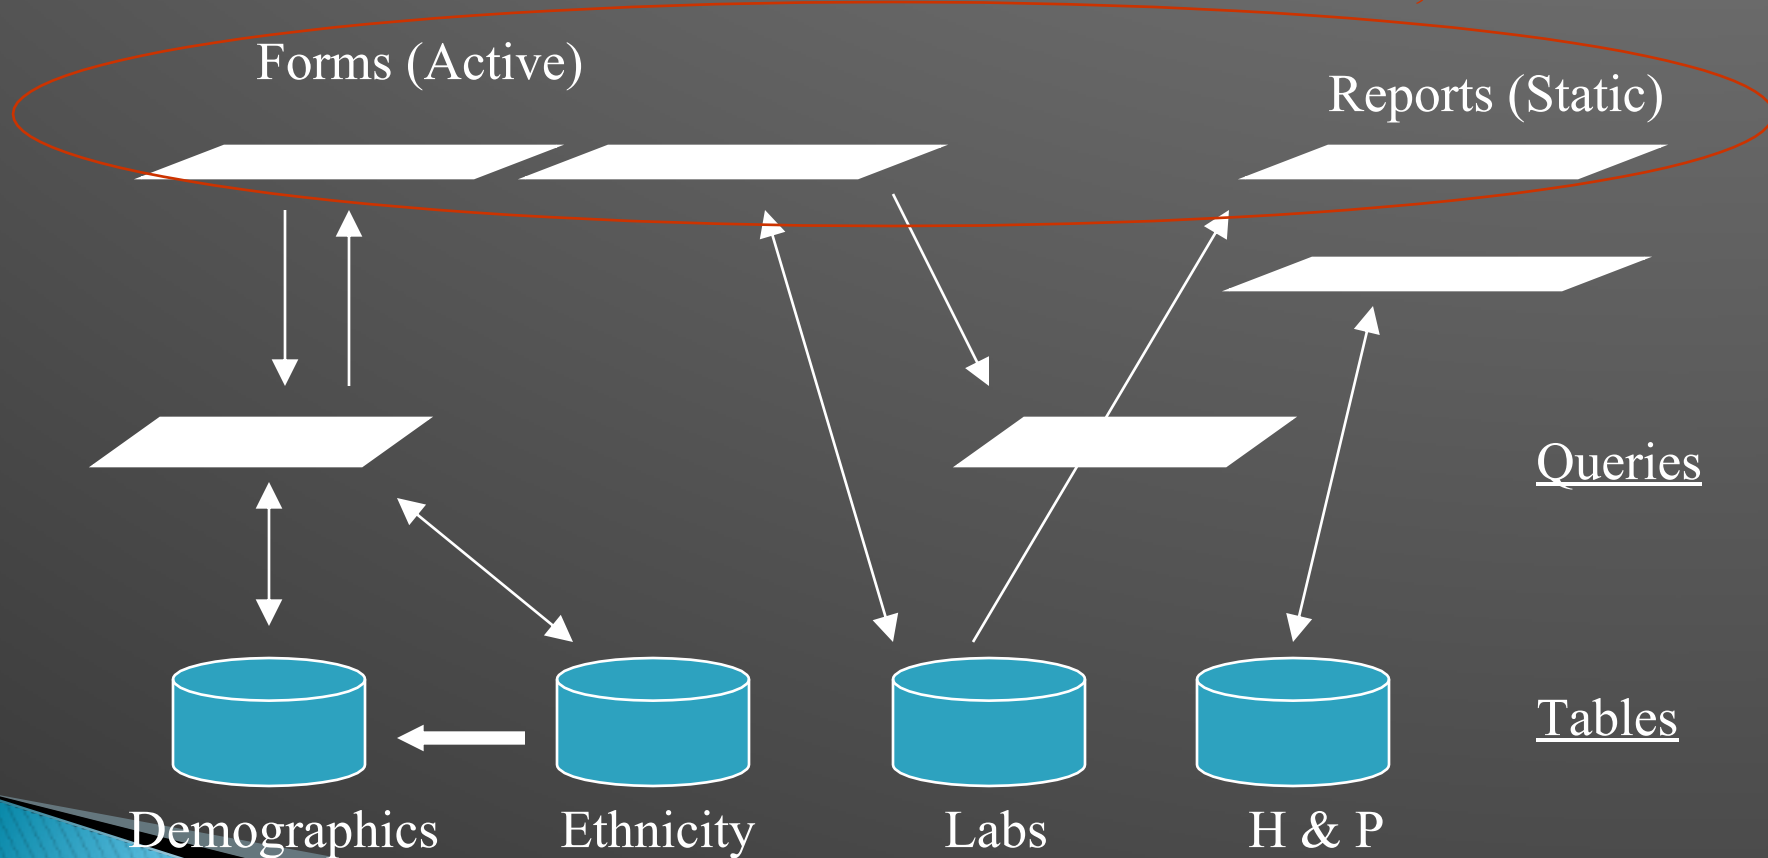 Forms (Active)
Reports (Static)
Queries
Tables
Demographics
Ethnicity
Labs
H & P